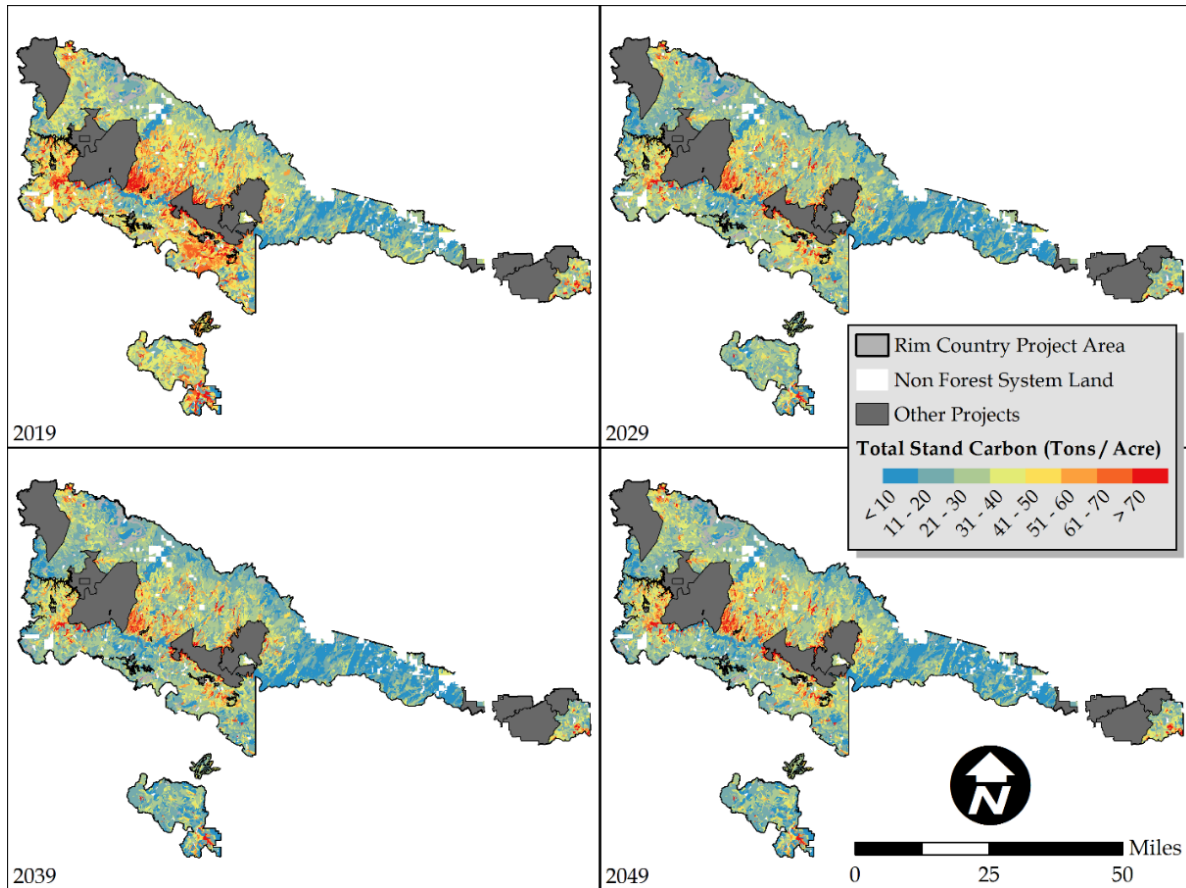 2019
2029
Rim Country Project Area
Non Forest System Land
Other Projects
Total Stand Carbon (Tons / Acre)
< 10
11 - 20
21 - 30
31 - 40
41 - 50
51 - 60
61 - 70
> 70
2039
2049
N
Miles
0
25
50